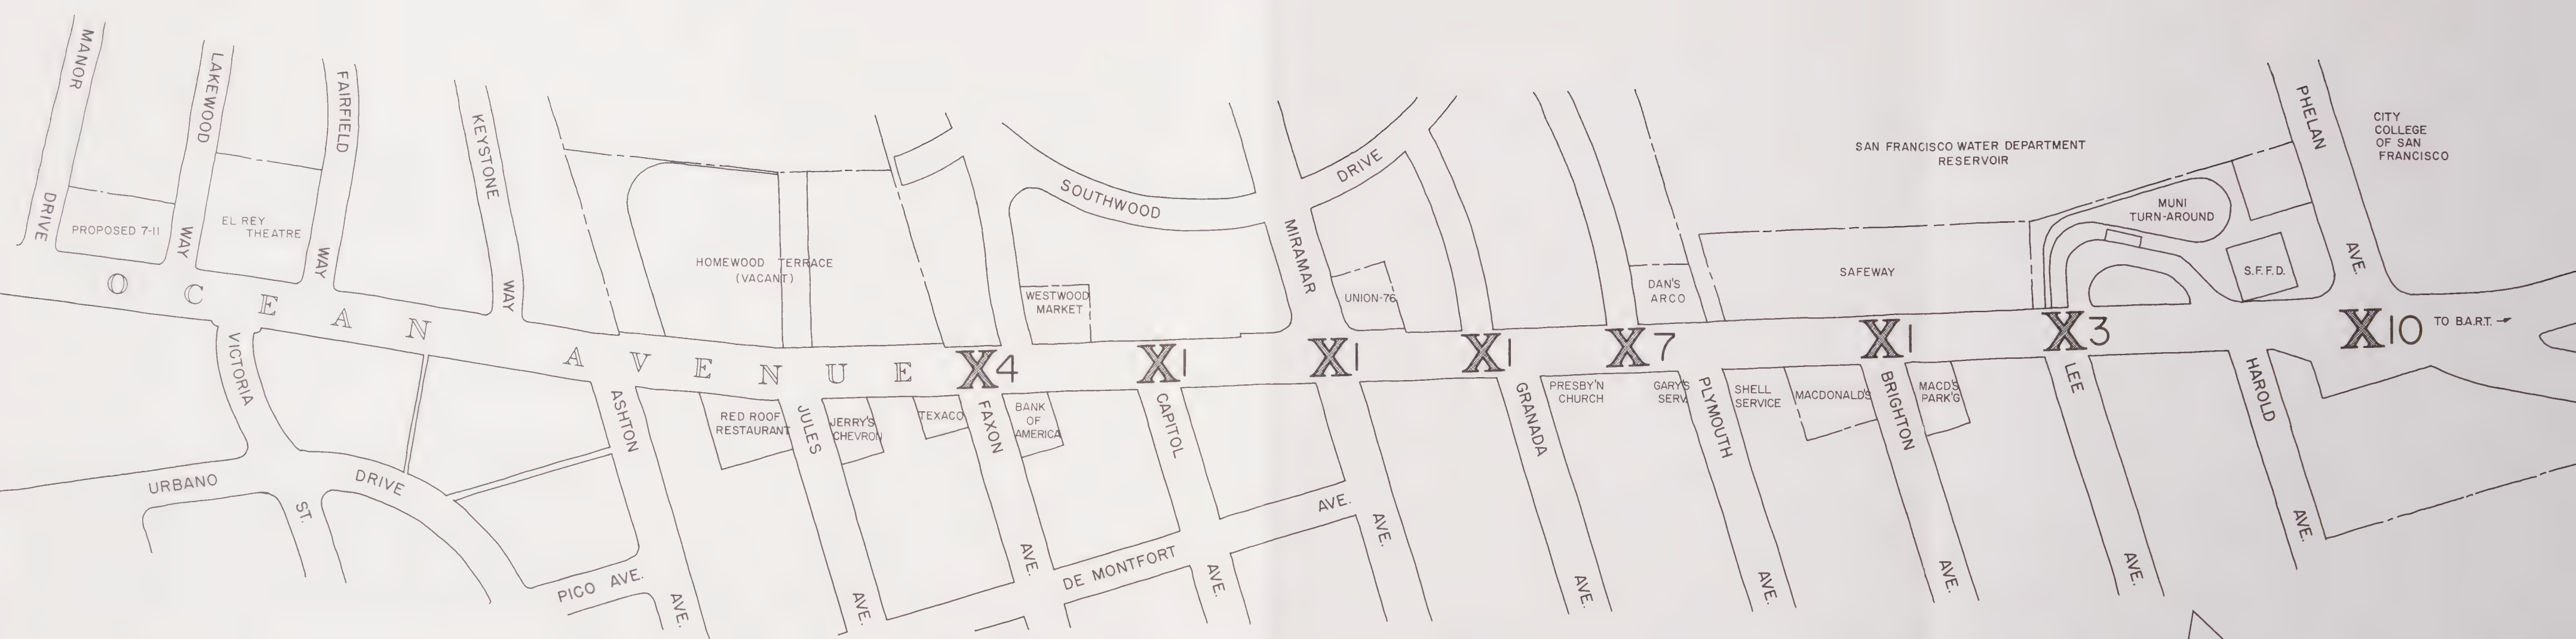 MANOR
DRIVE
LAKEWOOD
WAY
FAIRFIELD
WAY
KEYSTONE
WAY
PROPOSED 7-11
EL REY
THEATRE
OCEAN AVENUE
HOMEWOOD TERRACE
(VACANT)
SOUTHWOOD
DRIVE
WESTWOOD
MARKET
MIRAMAR
UNION-76
DAN'S
ARCO
SAN FRANCISCO WATER DEPARTMENT
RESERVOIR
SAFEWAY
MUNI
TURN-AROUND
S.F.F.D.
PHELAN
AVE.
CITY
COLLEGE
OF SAN
FRANCISCO
X4
X1
X1
X1
X7
X1
X3
X10
TO B.A.R.T. →
VICTORIA
ST.
URBANO
DRIVE
ASHTON
AVE.
PICO AVE.
RED ROOF
RESTAURANT
JULES
AVE.
JERRY'S
CHEVRON
TEXACO
FAXON
AVE.
BANK
OF
AMERICA
CAPITOL
AVE.
DE MONTFORT
AVE.
AVE.
GRANADA
AVE.
PRESBY'N
CHURCH
GARY'S
SERV.
PLYMOUTH
AVE.
SHELL
SERVICE
MACDONALD'S
BRIGHTON
AVE.
MACD'S
PARK'G
LEE
AVE.
HAROLD
AVE.